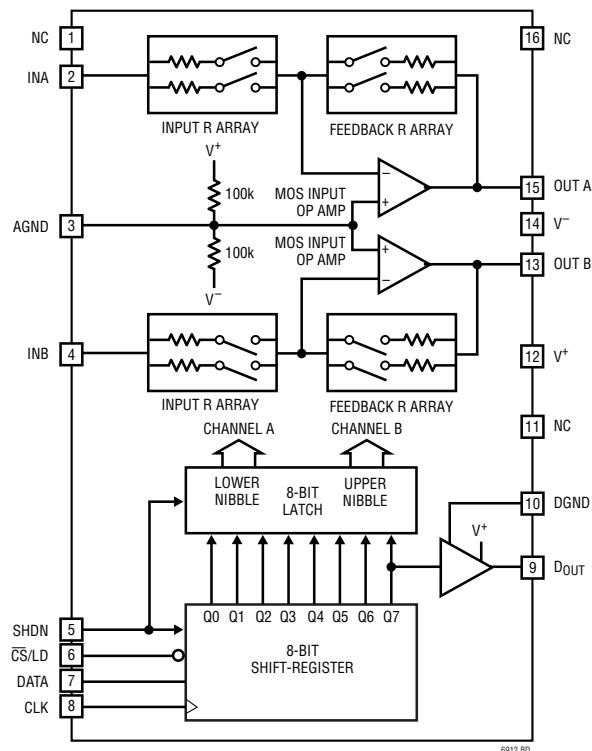 NC 1
16 NC
INA 2
INPUT R ARRAY
FEEDBACK R ARRAY
V+
100k
MOS INPUT
OP AMP
−
+
15 OUT A
AGND 3
14 V−
100k
MOS INPUT
OP AMP
+
−
13 OUT B
V−
INB 4
12 V+
INPUT R ARRAY
FEEDBACK R ARRAY
CHANNEL A
CHANNEL B
11 NC
LOWER
NIBBLE
8-BIT
LATCH
UPPER
NIBBLE
10 DGND
V+
9 DOUT
Q0 Q1 Q2 Q3 Q4 Q5 Q6 Q7
SHDN 5
8-BIT
SHIFT-REGISTER
C̅S̅/LD 6
DATA 7
CLK 8
6912 BD